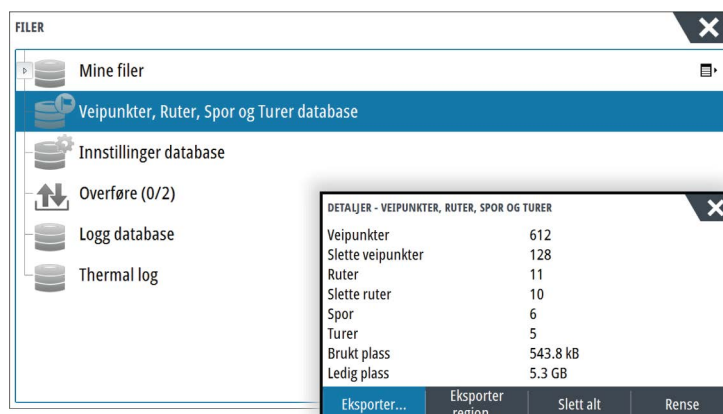 FILER
Mine filer
Veipunkter, Ruter, Spor og Turer database
Innstillinger database
Overføre (0/2)
Logg database
Thermal log
DETALJER - VEIPUNKTER, RUTER, SPOR OG TURER
Veipunkter 612
Slette veipunkter 128
Ruter 11
Slette ruter 10
Spor 6
Turer 5
Brukt plass 543.8 kB
Ledig plass 5.3 GB
Eksporter... Eksporter region... Slett alt Rense